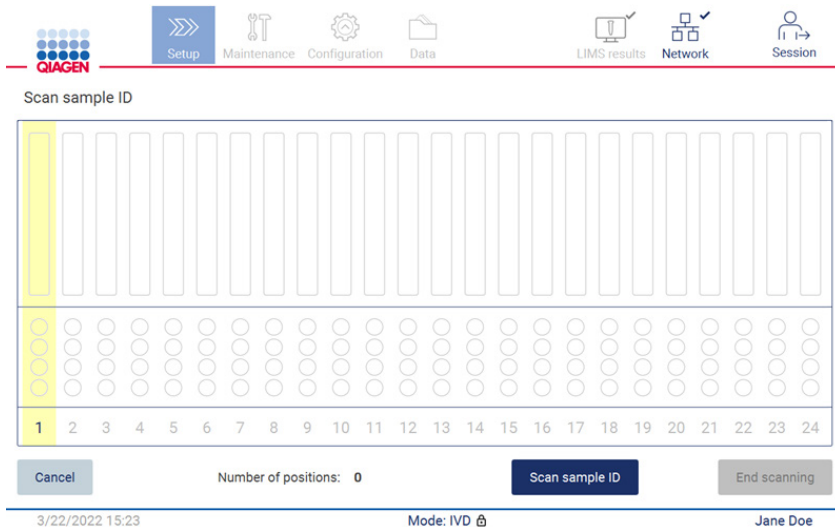 QIAGEN
Setup Maintenance Configuration Data LIMS results Network Session
Scan sample ID
1 2 3 4 5 6 7 8 9 10 11 12 13 14 15 16 17 18 19 20 21 22 23 24
Cancel Number of positions: 0 Scan sample ID End scanning
3/22/2022 15:23 Mode: IVD Jane Doe